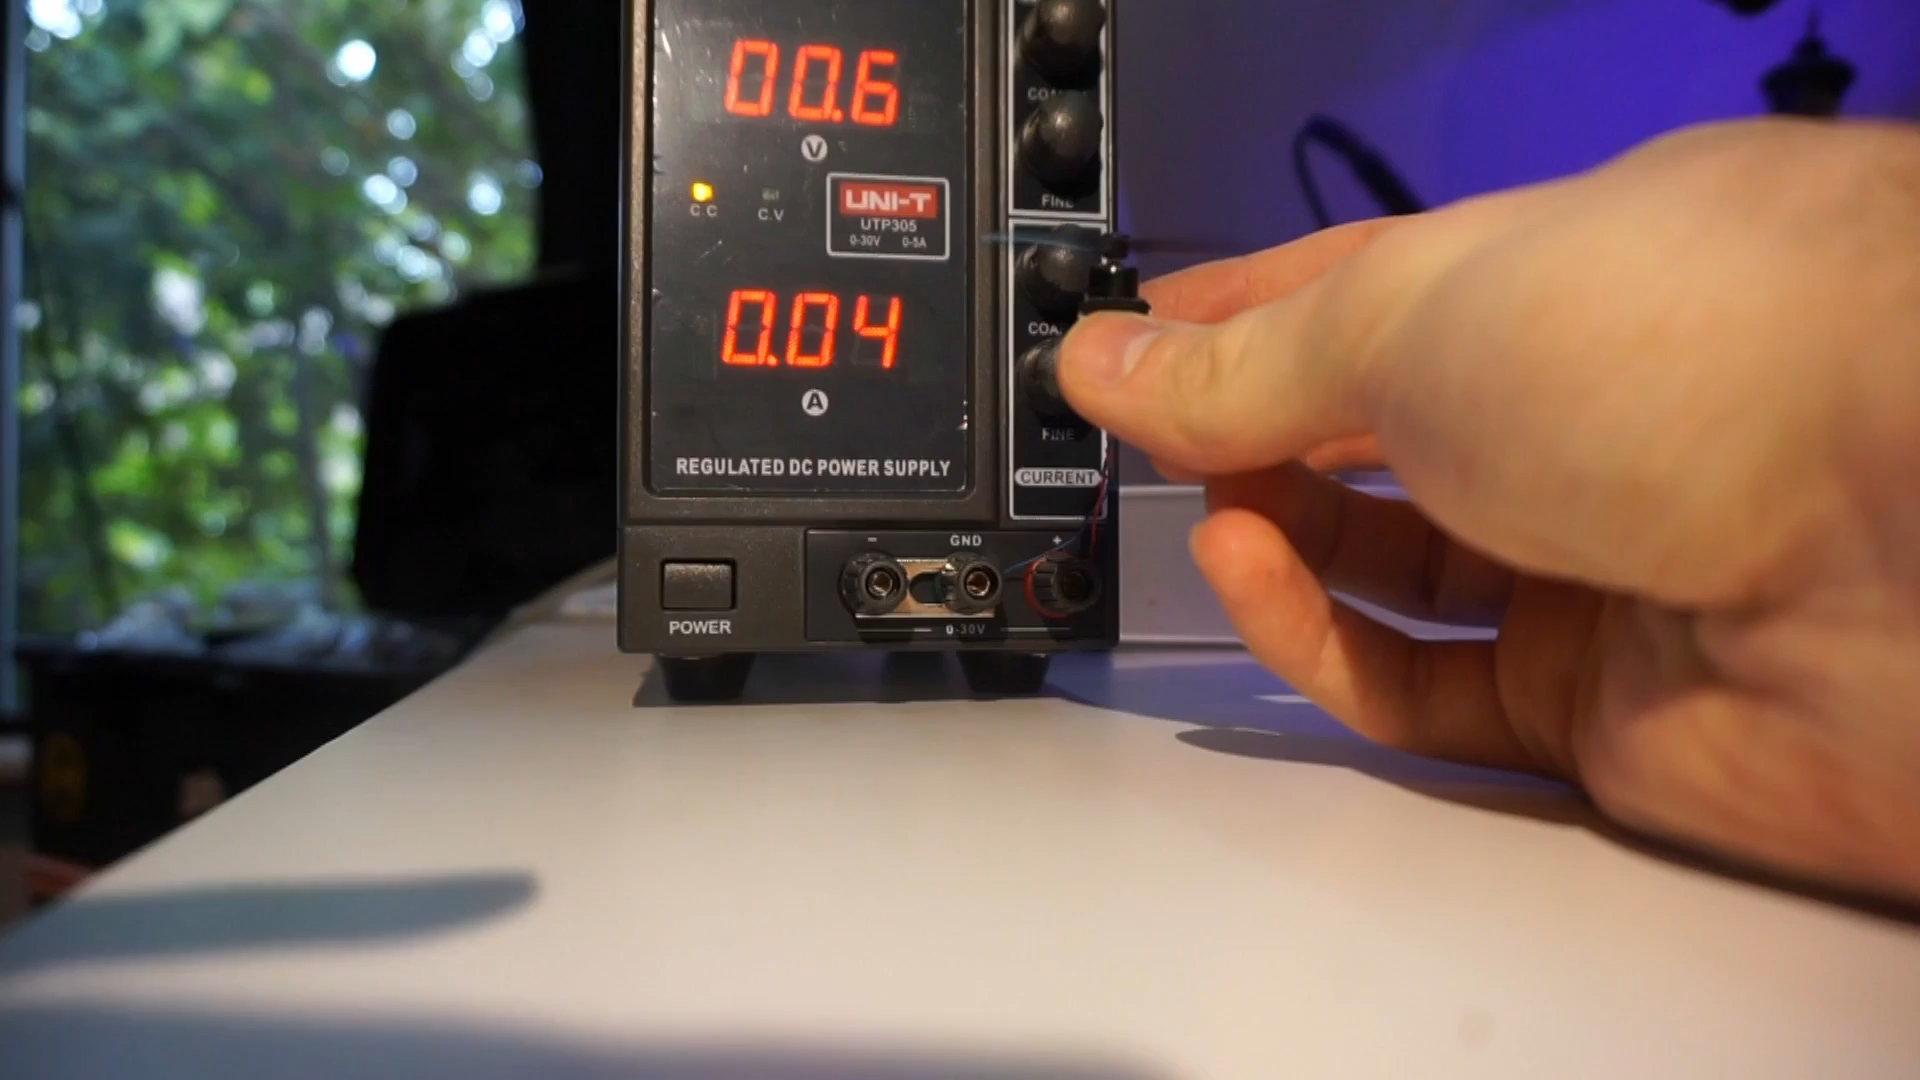 00.6
V
C.C
C.V
UNI-T
UTP305
0-30V 0-5A
0.04
A
REGULATED DC POWER SUPPLY
FINE
FINE
CURRENT
- GND +
POWER
0-30V